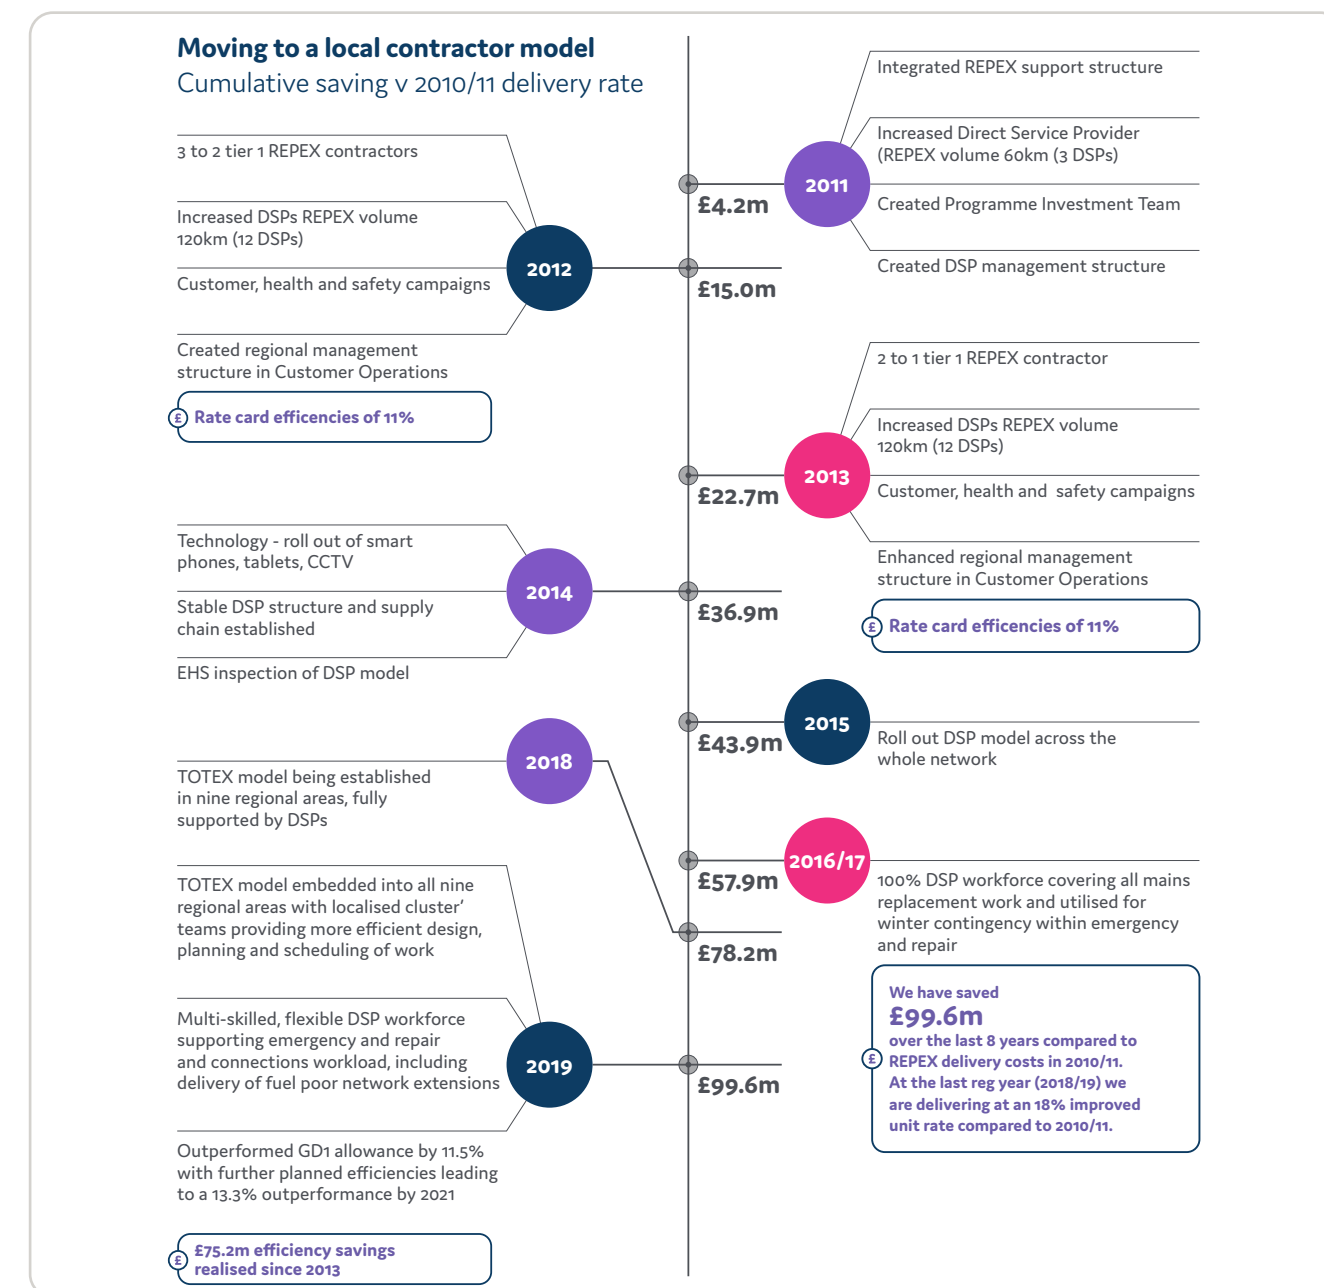 Moving to a local contractor model
Cumulative saving v 2010/11 delivery rate
2011
£4.2m
Integrated REPEX support structure
Increased Direct Service Provider
(REPEX volume 60km (3 DSPs)
Created Programme Investment Team
Created DSP management structure
3 to 2 tier 1 REPEX contractors
Increased DSPs REPEX volume
120km (12 DSPs)
Customer, health and safety campaigns
Created regional management
structure in Customer Operations
2012
£15.0m
£
Rate card efficencies of 11%
2 to 1 tier 1 REPEX contractor
Increased DSPs REPEX volume
120km (12 DSPs)
Customer, health and safety campaigns
Enhanced regional management
structure in Customer Operations
2013
£22.7m
£
Rate card efficencies of 11%
Technology - roll out of smart
phones, tablets, CCTV
Stable DSP structure and supply
chain established
EHS inspection of DSP model
2014
£36.9m
2015
£43.9m
Roll out DSP model across the
whole network
2016/17
£57.9m
100% DSP workforce covering all mains
replacement work and utilised for
winter contingency within emergency
and repair
2018
£78.2m
TOTEX model being established
in nine regional areas, fully
supported by DSPs
TOTEX model embedded into all nine
regional areas with localised cluster’
teams providing more efficient design,
planning and scheduling of work
Multi-skilled, flexible DSP workforce
supporting emergency and repair
and connections workload, including
delivery of fuel poor network extensions
Outperformed GD1 allowance by 11.5%
with further planned efficiencies leading
to a 13.3% outperformance by 2021
2019
£99.6m
£
£75.2m efficiency savings
realised since 2013
£
We have saved
£99.6m
over the last 8 years compared to
REPEX delivery costs in 2010/11.
At the last reg year (2018/19) we
are delivering at an 18% improved
unit rate compared to 2010/11.